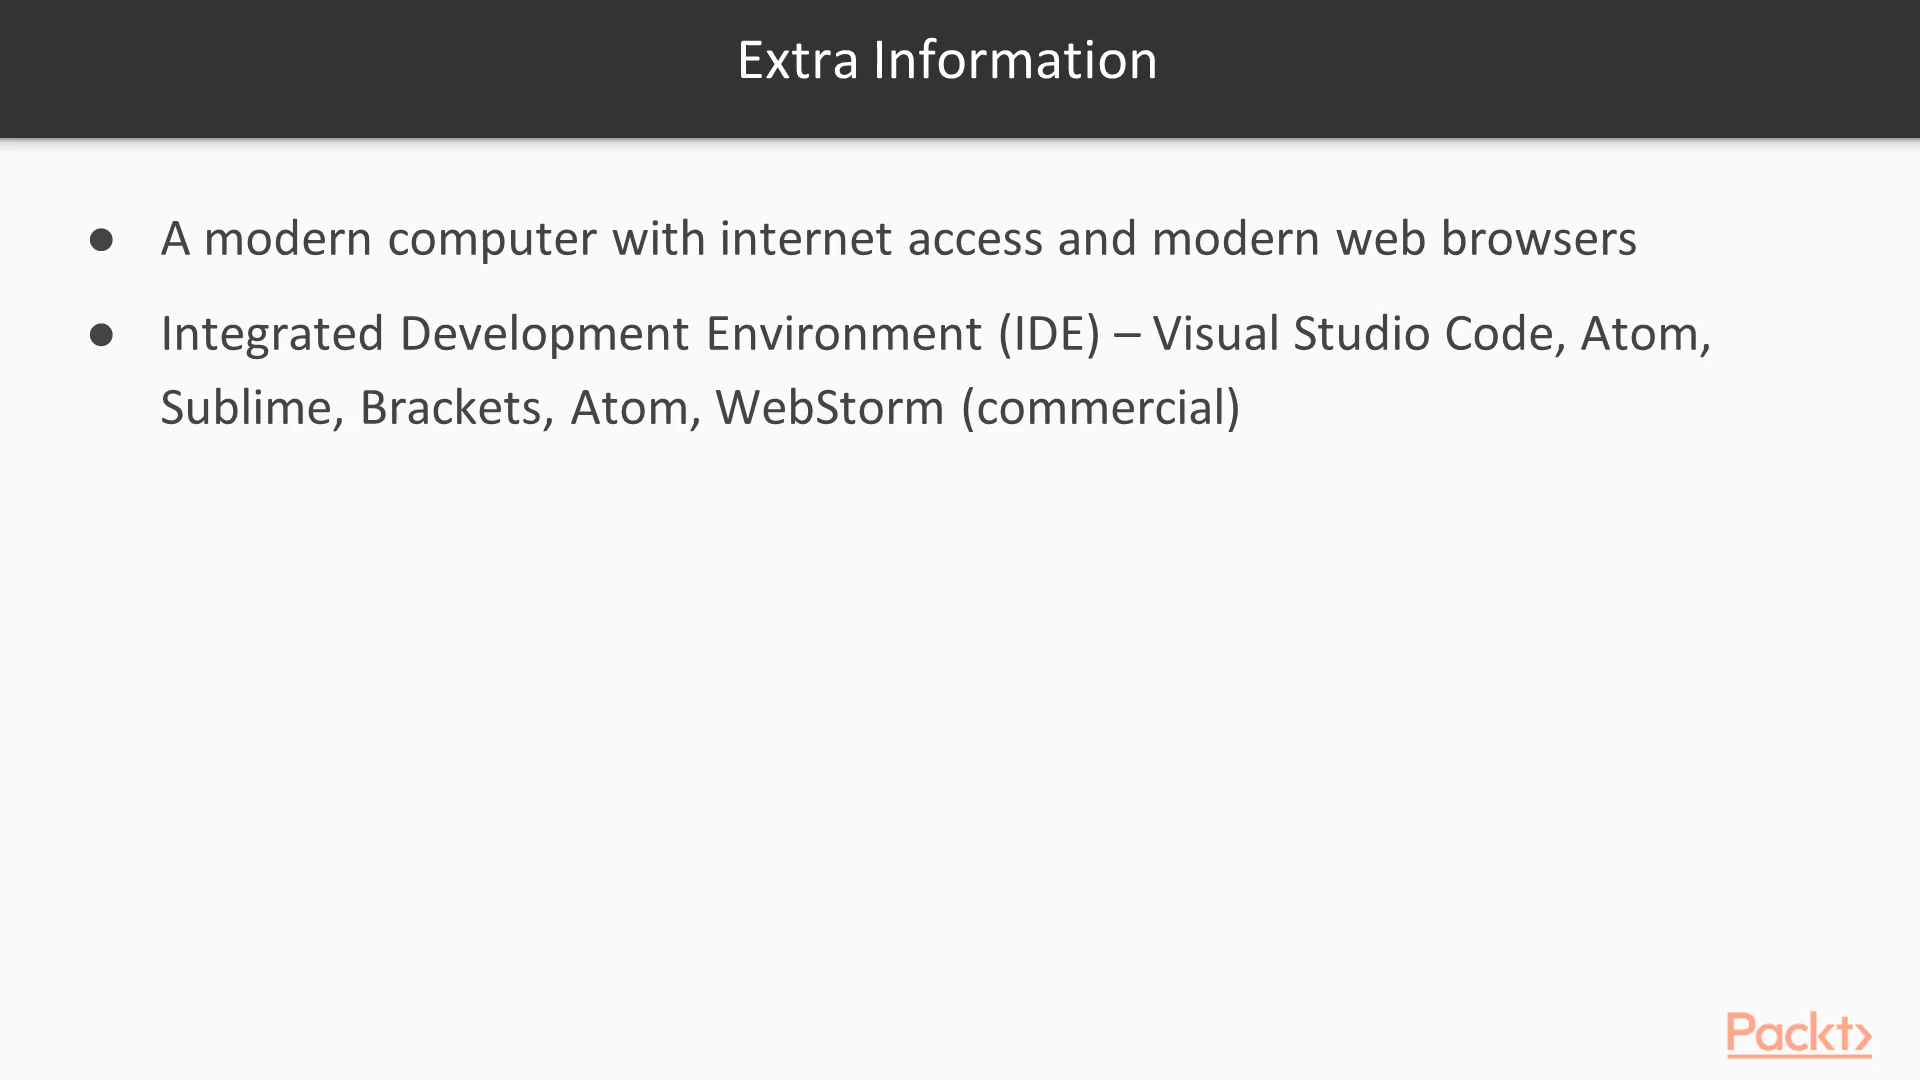 Extra Information
● A modern computer with internet access and modern web browsers
● Integrated Development Environment (IDE) – Visual Studio Code, Atom,
Sublime, Brackets, Atom, WebStorm (commercial)
Packt>